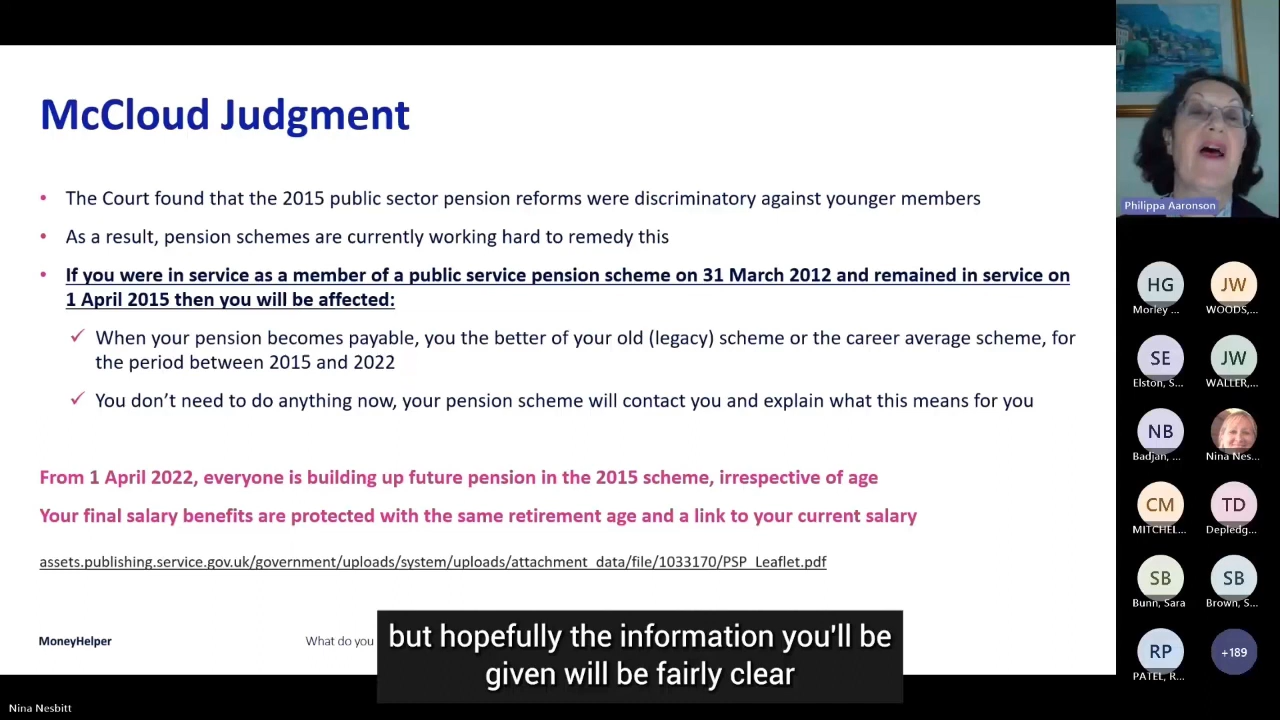 McCloud Judgment
• The Court found that the 2015 public sector pension reforms were discriminatory against younger members
• As a result, pension schemes are currently working hard to remedy this
• If you were in service as a member of a public service pension scheme on 31 March 2012 and remained in service on
1 April 2015 then you will be affected:
✓ When your pension becomes payable, you the better of your old (legacy) scheme or the career average scheme, for
the period between 2015 and 2022
✓ You don't need to do anything now, your pension scheme will contact you and explain what this means for you
From 1 April 2022, everyone is building up future pension in the 2015 scheme, irrespective of age
Your final salary benefits are protected with the same retirement age and a link to your current salary
assets.publishing.service.gov.uk/government/uploads/system/uploads/attachment_data/file/1033170/PSP_Leaflet.pdf
MoneyHelper
What do you
but hopefully the information you'll be
given will be fairly clear
Nina Nesbitt
Philippa Aaronson
HG JW
Morley ... WOODS,...
SE JW
Elston, S... WALLER,...
NB
Badjan, ... Nina Nes...
CM TD
MITCHEL... Depledg...
SB SB
Bunn, Sara Brown, S...
RP +189
PATEL, R...